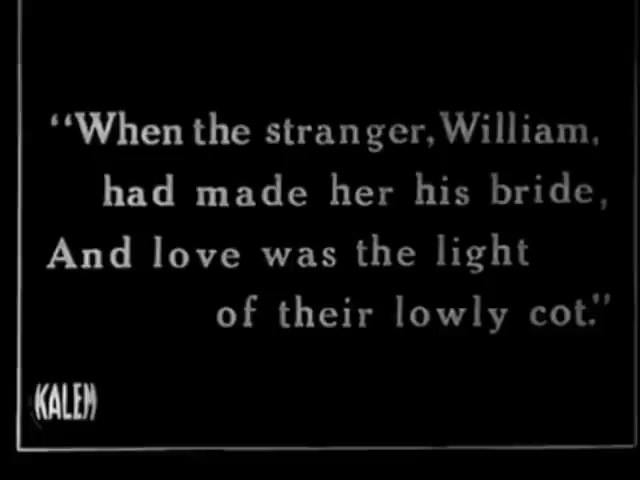 “When the stranger, William,
had made her his bride,
And love was the light
of their lowly cot.”
KALEM